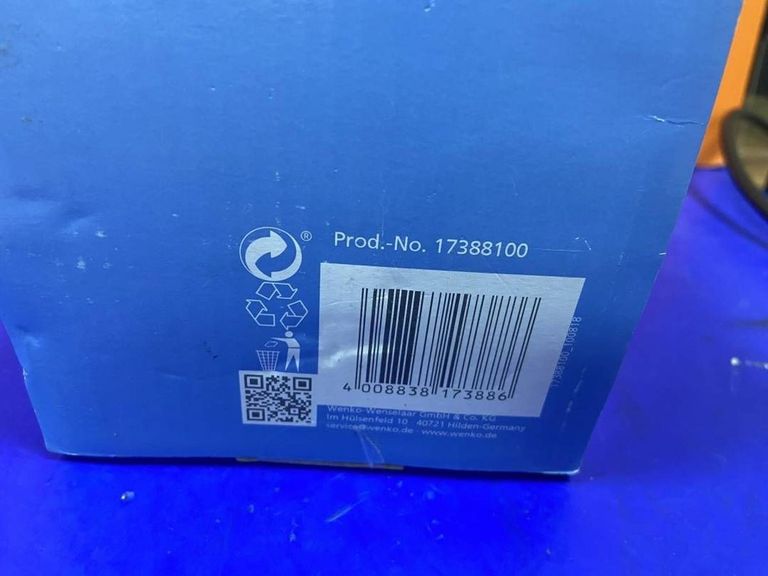 ®
Prod.-No. 17388100
4 008838 173886
17388100_100818
Wenko-Wenselaar GmbH & Co. KG
Im Hülsenfeld 10 · 40721 Hilden-Germany
service@wenko.de · www.wenko.de